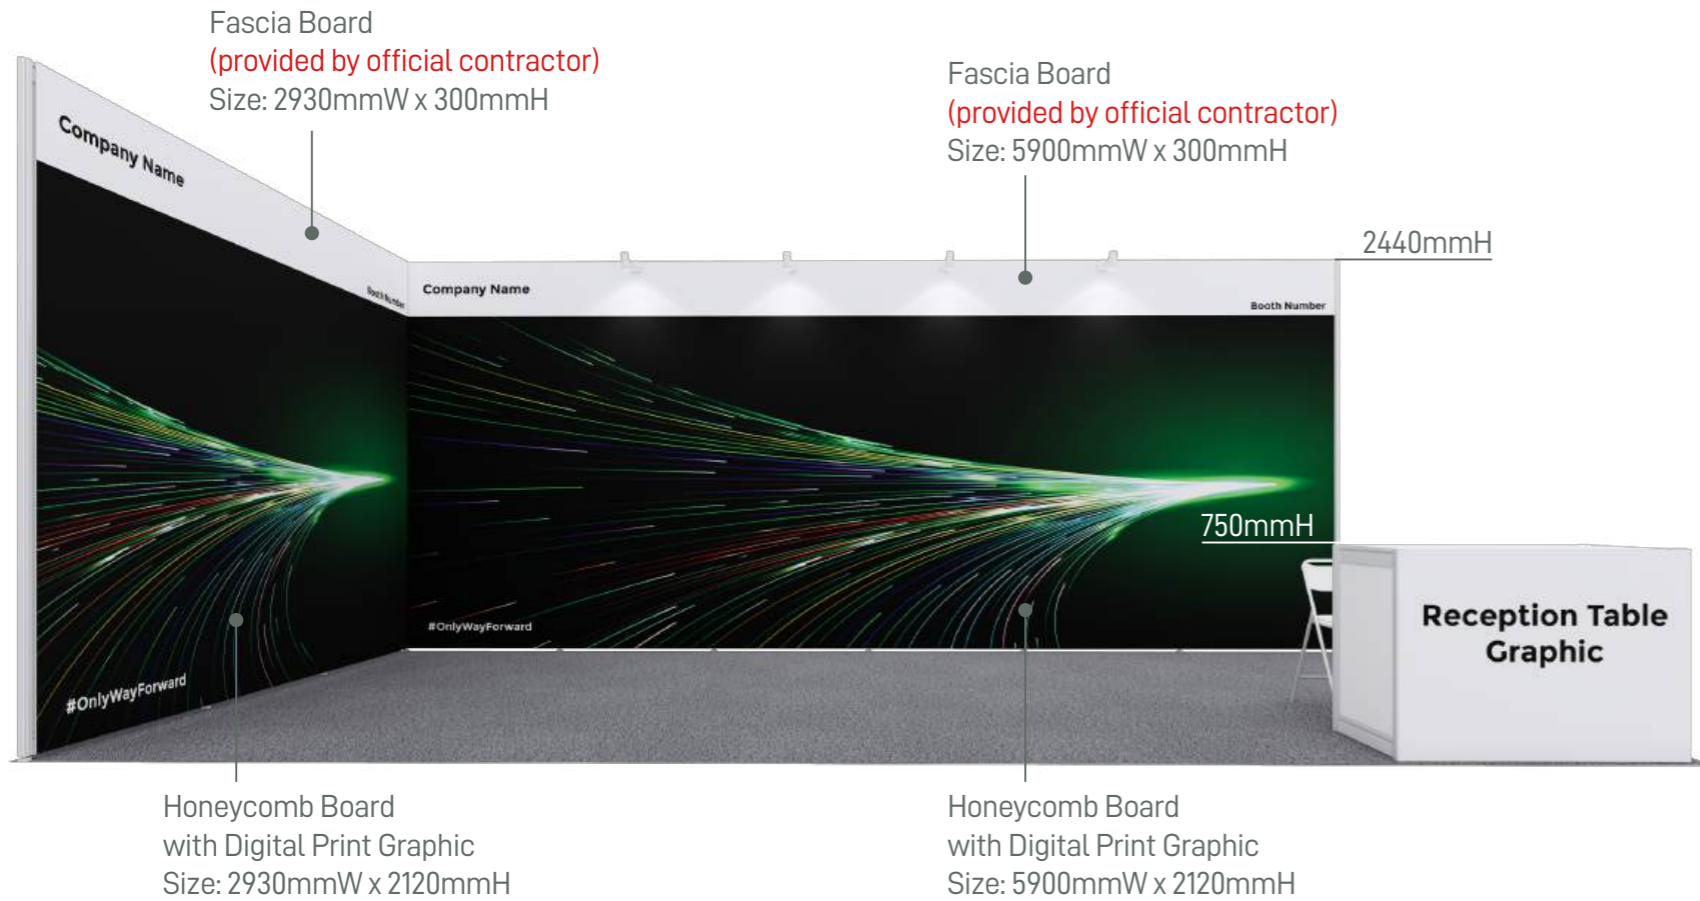 Fascia Board
(provided by official contractor)
Size: 2930mmW x 300mmH
Fascia Board
(provided by official contractor)
Size: 5900mmW x 300mmH
2440mmH
Company Name
Booth Number
Company Name
Booth Number
750mmH
#OnlyWayForward
#OnlyWayForward
Reception Table
Graphic
Honeycomb Board
with Digital Print Graphic
Size: 2930mmW x 2120mmH
Honeycomb Board
with Digital Print Graphic
Size: 5900mmW x 2120mmH